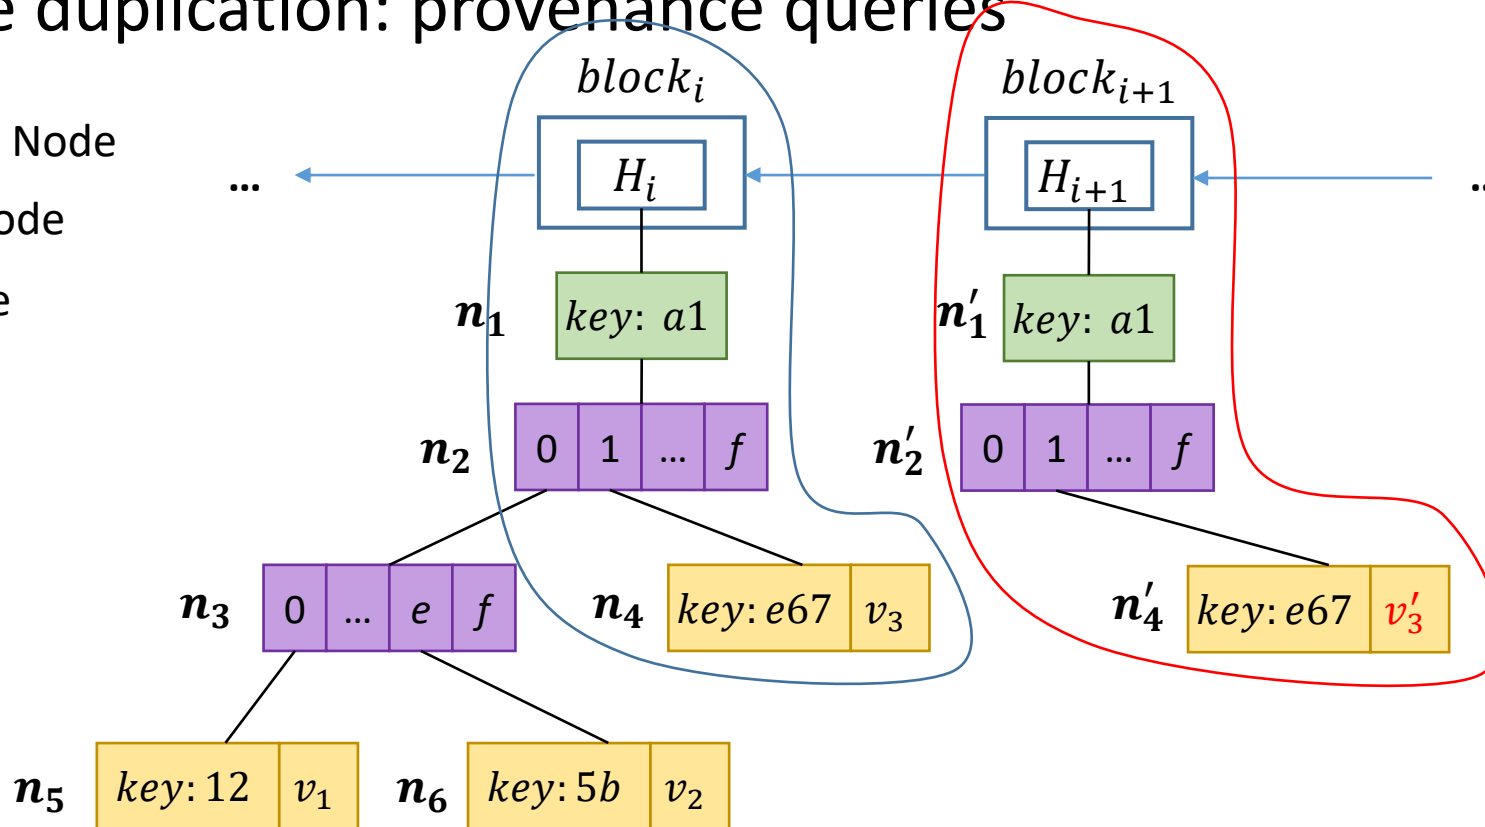 duplication: provenance queries
block_i
block_{i+1}
Node
...
H_i
H_{i+1}
n_1
key: a1
n'_1
key: a1
n_2
0 1 ... f
n'_2
0 1 ... f
n_3
0 ... e f
n_4
key: e67 v_3
n'_4
key: e67 v'_3
n_5
key: 12 v_1
n_6
key: 5b v_2